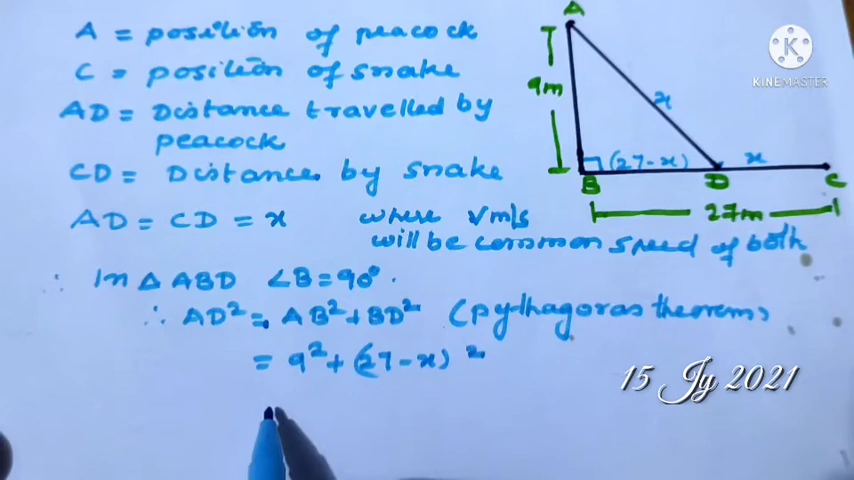 A = position of peacock
C = position of snake
AD = Distance travelled by
peacock
CD = Distance by snake
AD = CD = x where Vm/s
will be common speed of both
∴ In △ ABD ∠B = 90°.
∴ AD² = AB² + BD² (pythagoras theorem)
= 9² + (27-x)²
A
9m
x
(27-x)
x
B
D
C
27m
K
KINEMASTER
15 Jy 2021